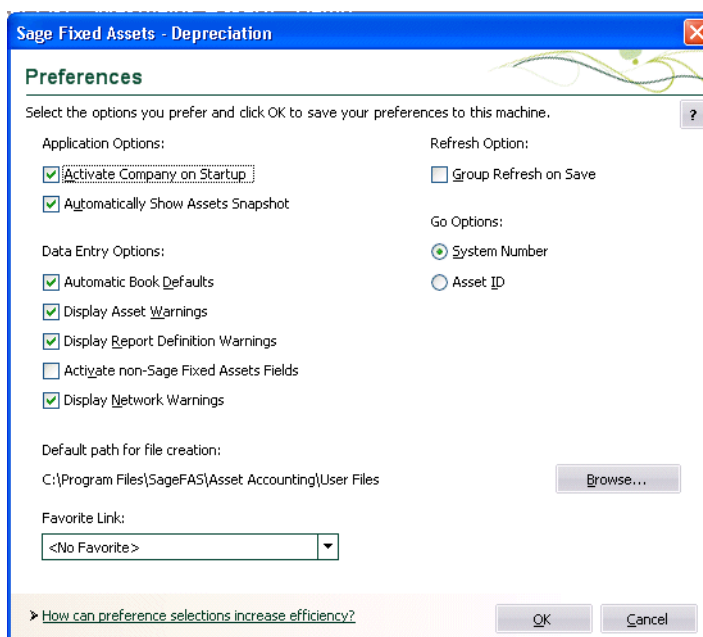 Sage Fixed Assets - Depreciation
Preferences
Select the options you prefer and click OK to save your preferences to this machine.
?
Application Options:
Activate Company on Startup
Automatically Show Assets Snapshot
Refresh Option:
Group Refresh on Save
Go Options:
System Number
Asset ID
Data Entry Options:
Automatic Book Defaults
Display Asset Warnings
Display Report Definition Warnings
Activate non-Sage Fixed Assets Fields
Display Network Warnings
Default path for file creation:
C:\Program Files\SageFAS\Asset Accounting\User Files
Browse...
Favorite Link:
<No Favorite>
How can preference selections increase efficiency?
OK
Cancel